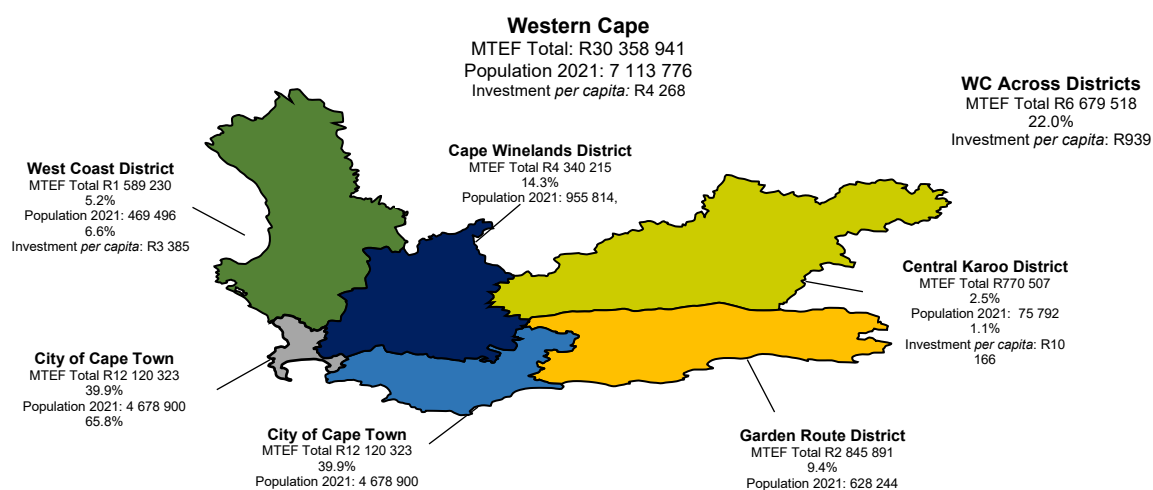 Western Cape
MTEF Total: R30 358 941
Population 2021: 7 113 776
Investment per capita: R4 268
WC Across Districts
MTEF Total R6 679 518
22.0%
Investment per capita: R939
West Coast District
MTEF Total R1 589 230
5.2%
Population 2021: 469 496
6.6%
Investment per capita: R3 385
Cape Winelands District
MTEF Total R4 340 215
14.3%
Population 2021: 955 814,
Central Karoo District
MTEF Total R770 507
2.5%
Population 2021: 75 792
1.1%
Investment per capita: R10
166
City of Cape Town
MTEF Total R12 120 323
39.9%
Population 2021: 4 678 900
65.8%
City of Cape Town
MTEF Total R12 120 323
39.9%
Population 2021: 4 678 900
Garden Route District
MTEF Total R2 845 891
9.4%
Population 2021: 628 244